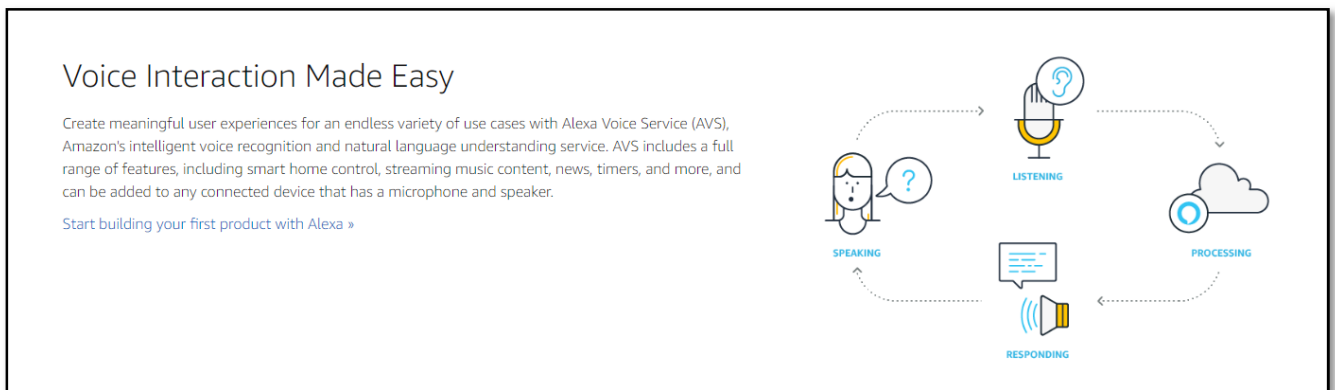 Voice Interaction Made Easy
Create meaningful user experiences for an endless variety of use cases with Alexa Voice Service (AVS),
Amazon's intelligent voice recognition and natural language understanding service. AVS includes a full
range of features, including smart home control, streaming music content, news, timers, and more, and
can be added to any connected device that has a microphone and speaker.
Start building your first product with Alexa »
LISTENING
?
SPEAKING
PROCESSING
RESPONDING